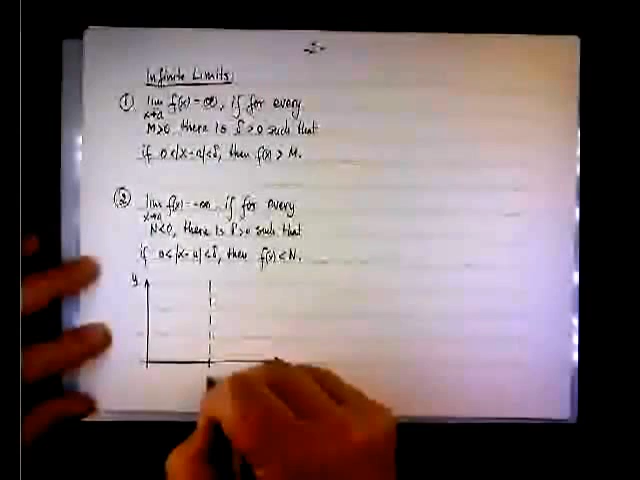 -5-
Infinite Limits:
① lim f(x) = ∞, if for every
x→a
M>0, there is δ>0 such that
if 0<|x-a|<δ, then f(x) > M.
② lim f(x) = -∞, if for every
x→a
N<0, there is δ>0 such that
if 0<|x-a|<δ, then f(x) < N.
y